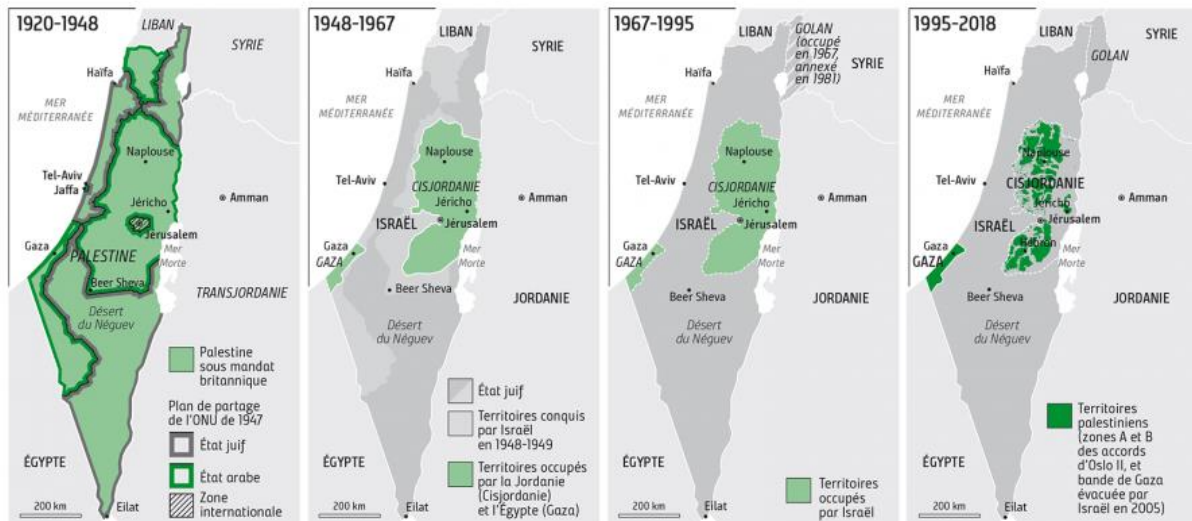 1920-1948
LIBAN
SYRIE
Haïfa
MER
MÉDITERRANÉE
Naplouse
Tel-Aviv
Jaffa
Amman
Jéricho
Jérusalem
Gaza
PALESTINE
Mer
Morte
Beer Sheva
TRANSJORDANIE
Désert
du Néguev
Palestine
sous mandat
britannique
Plan de partage
de l'ONU de 1947
État juif
État arabe
Zone
internationale
ÉGYPTE
200 km
Eilat
1948-1967
LIBAN
SYRIE
Haïfa
MER
MÉDITERRANÉE
Naplouse
Tel-Aviv
CISJORDANIE
Amman
Jéricho
ISRAËL
Jérusalem
Gaza
GAZA
Mer
Morte
Beer Sheva
JORDANIE
Désert
du Néguev
État juif
Territoires conquis
par Israël
en 1948-1949
Territoires occupés
par la Jordanie
(Cisjordanie)
et l'Égypte (Gaza)
ÉGYPTE
200 km
Eilat
1967-1995
LIBAN
GOLAN
(occupé
en 1967,
annexé
en 1981)
SYRIE
Haïfa
MER
MÉDITERRANÉE
Naplouse
Tel-Aviv
CISJORDANIE
Amman
Jéricho
ISRAËL
Jérusalem
Gaza
GAZA
Mer
Morte
Beer Sheva
JORDANIE
Désert
du Néguev
Territoires
occupés
par Israël
ÉGYPTE
200 km
Eilat
1995-2018
LIBAN
SYRIE
GOLAN
Haïfa
MER
MÉDITERRANÉE
Naplouse
Tel-Aviv
CISJORDANIE
Amman
Jéricho
ISRAËL
Jérusalem
Gaza
GAZA
Hébron
Mer
Morte
Beer Sheva
JORDANIE
Désert
du Néguev
Territoires
palestiniens
(zones A et B
des accords
d'Oslo II, et
bande de Gaza
évacuée par
Israël en 2005)
ÉGYPTE
200 km
Eilat